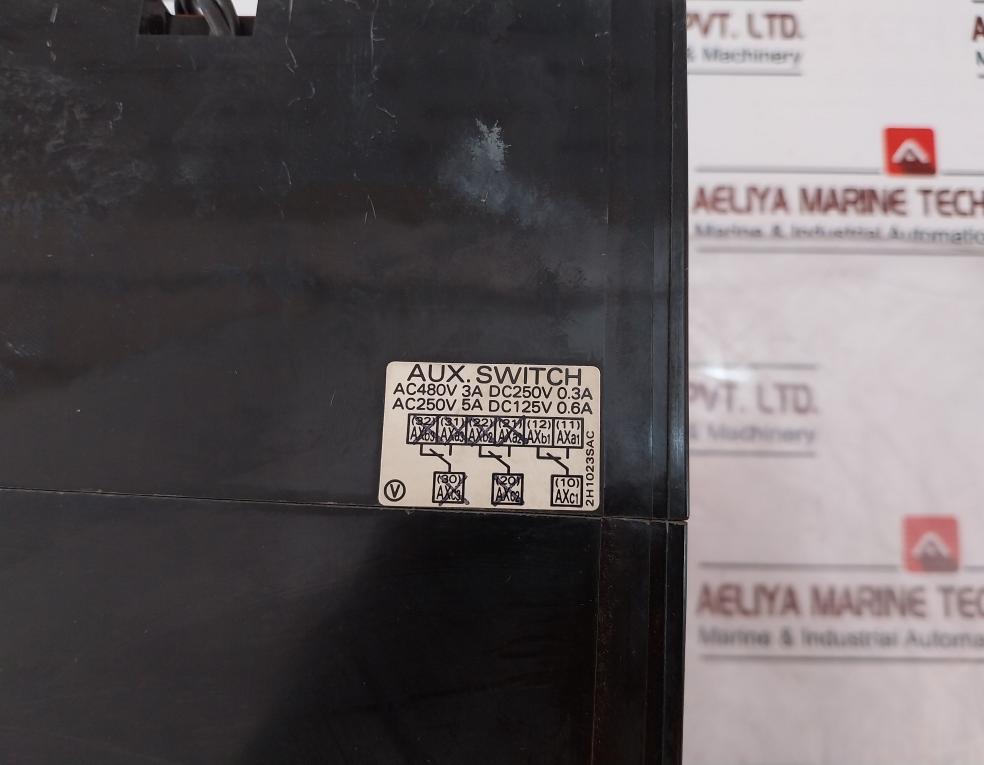 PVT. LTD.
& Machinery
AELIYA MARINE TECH
Marine & Industrial Automatio
AUX. SWITCH
AC480V 3A DC250V 0.3A
AC250V 5A DC125V 0.6A
(32) (31) (22) (21) (12) (11)
AXb3 AXa3 AXb2 AXa2 AXb1 AXa1
(30) (20) (10)
AXc3 AXc2 AXc1
V
2H1023SAC
PVT. LTD.
& Machinery
AELIYA MARINE TEC
Marine & Industrial Automa